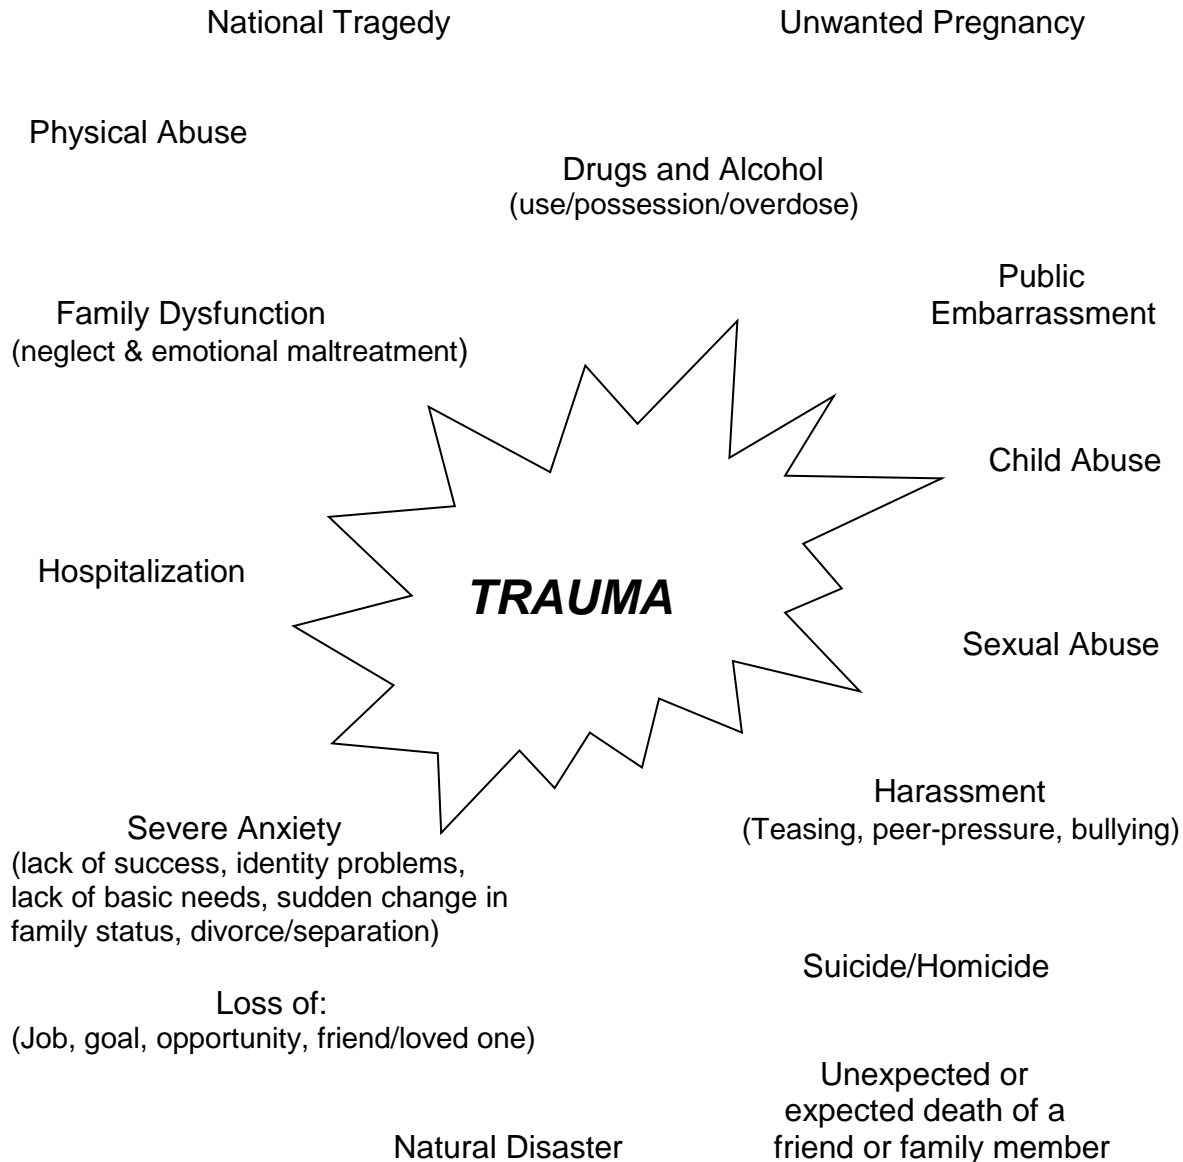 National Tragedy
Unwanted Pregnancy
Physical Abuse
Drugs and Alcohol
(use/possession/overdose)
Public
Embarrassment
Family Dysfunction
(neglect & emotional maltreatment)
Child Abuse
Hospitalization
TRAUMA
Sexual Abuse
Harassment
(Teasing, peer-pressure, bullying)
Severe Anxiety
(lack of success, identity problems,
lack of basic needs, sudden change in
family status, divorce/separation)
Suicide/Homicide
Loss of:
(Job, goal, opportunity, friend/loved one)
Unexpected or
expected death of a
friend or family member
Natural Disaster